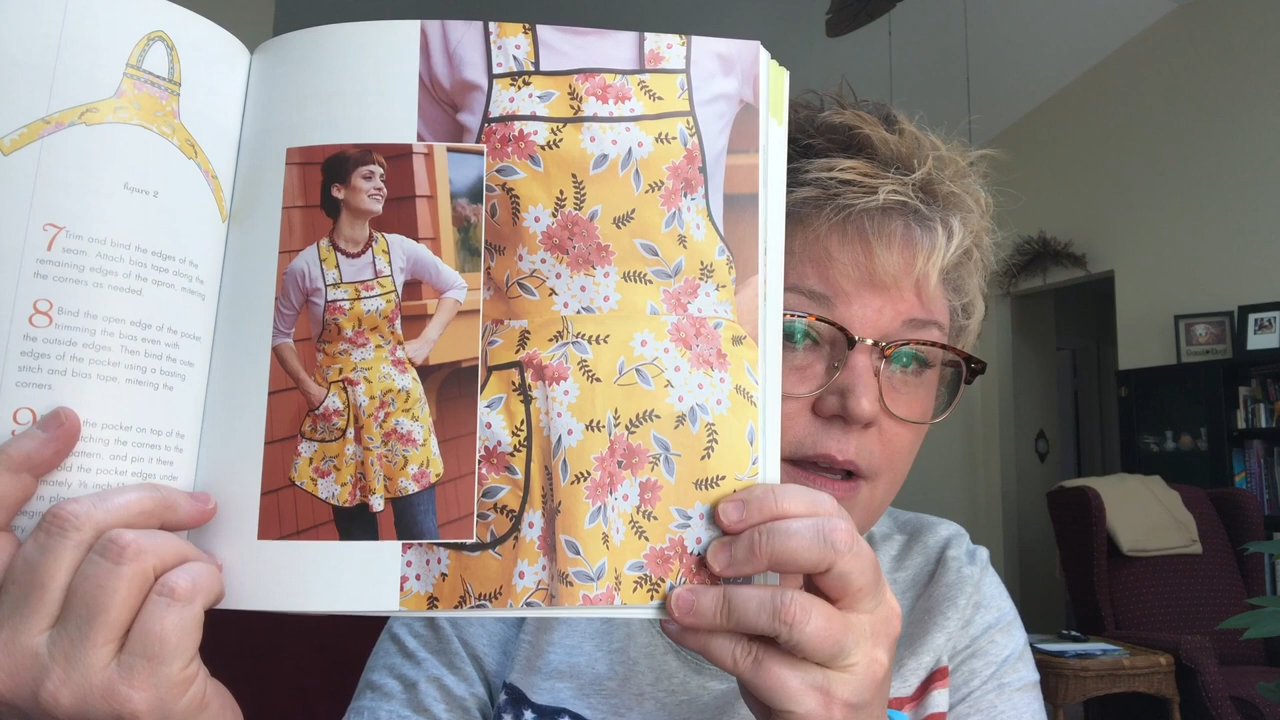 figure 2
7 Trim and bind the edges of the
seam. Attach bias tape along the
remaining edges of the apron, mitering
the corners as needed.
8 Bind the open edge of the pocket,
trimming the bias even with
the outside edges. Then bind the outer
edges of the pocket using a basting
stitch and bias tape, mitering the
corners.
9 the pocket on top of the
the corners to the
pattern, and pin it there
the pocket edges under
3/8 inch
in